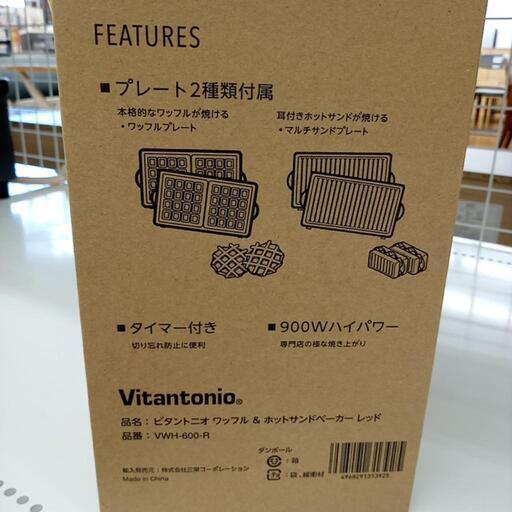 FEATURES
■ プレート2種類付属
本格的なワッフルが焼ける
・ワッフルプレート
耳付きホットサンドが焼ける
・マルチサンドプレート
■ タイマー付き
切り忘れ防止に便利
■ 900Wハイパワー
専門店の様な焼き上がり
Vitantonio®
品名：ビタントニオ ワッフル & ホットサンドベーカー レッド
品番：VWH-600-R
輸入発売元：株式会社三栄コーポレーション
Made in China
ダンボール
：箱
：袋、緩衝材
4968291313925